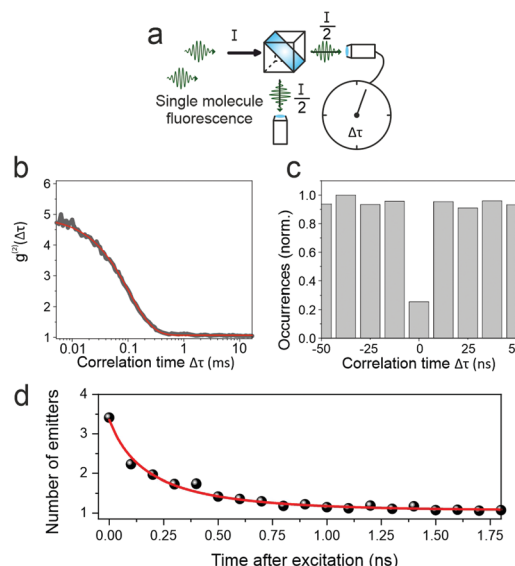 a
I
I/2
I/2
Single molecule
fluorescence
Δτ
b
g⁽²⁾(Δτ)
6
5
4
3
2
1
0.01 0.1 1 10
Correlation time Δτ (ms)
c
Occurrences (norm.)
1.0
0.8
0.6
0.4
0.2
0.0
-50 -25 0 25
Correlation time Δτ (ns)
d
Number of emitters
4
3
2
1
0.00 0.25 0.50 0.75 1.00 1.25 1.50 1.75
Time after excitation (ns)